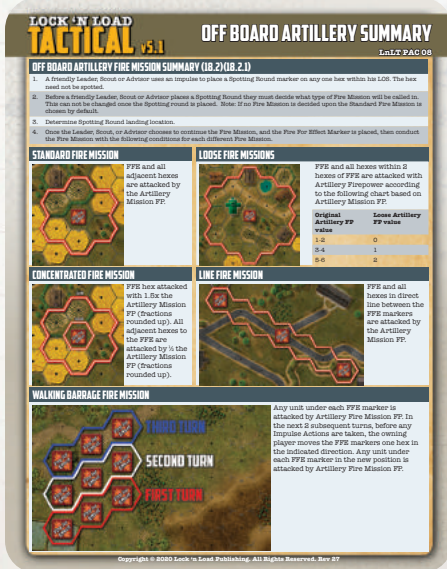 LOCK 'N LOAD
TACTICAL v5.1
OFF BOARD ARTILLERY SUMMARY
LnLT PAC 08
OFF BOARD ARTILLERY FIRE MISSION SUMMARY (18.2)(18.2.1)
1. A friendly Leader, Scout or Advisor uses an impulse to place a Spotting Round marker on any one hex within his LOS. The hex
need not be spotted.
2. Before a friendly Leader, Scout or Advisor places a Spotting Round they must decide what type of Fire Mission will be called in.
This can not be changed once the Spotting round is placed. Note: If no Fire Mission is decided upon the Standard Fire Mission is
chosen by default.
3. Determine Spotting Round landing location.
4. Once the Leader, Scout, or Advisor chooses to continue the Fire Mission, and the Fire For Effect Marker is placed, then conduct
the Fire Mission with the following conditions for each different Fire Mission.
STANDARD FIRE MISSION
FFE and all
adjacent hexes
are attacked by
the Artillery
Mission FP.
LOOSE FIRE MISSIONS
FFE and all hexes within 2
hexes of FFE are attacked with
Artillery Firepower according
to the following chart based on
Artillery Mission FP.
Original Artillery FP value
Loose Artillery FP value
1-2 0
3-4 1
5-6 2
CONCENTRATED FIRE MISSION
FFE hex attacked
with 1.5x the
Artillery Mission
FP (fractions
rounded up). All
adjacent hexes to
the FFE are
attacked by ½ the
Artillery Mission
FP (fractions
rounded up).
LINE FIRE MISSION
FFE and all
hexes in direct
line between the
FFE markers
are attacked by
the Artillery
Mission FP.
WALKING BARRAGE FIRE MISSION
THIRD TURN
SECOND TURN
FIRST TURN
Any unit under each FFE marker is
attacked by Artillery Fire Mission FP. In
the next 2 subsequent turns, before any
Impulse Actions are taken, the owning
player moves the FFE markers one hex in
the indicated direction. Any unit under
each FFE marker in the new position is
attacked by Artillery Fire Mission FP.
Copyright © 2020 Lock 'n Load Publishing. All Rights Reserved. Rev 27